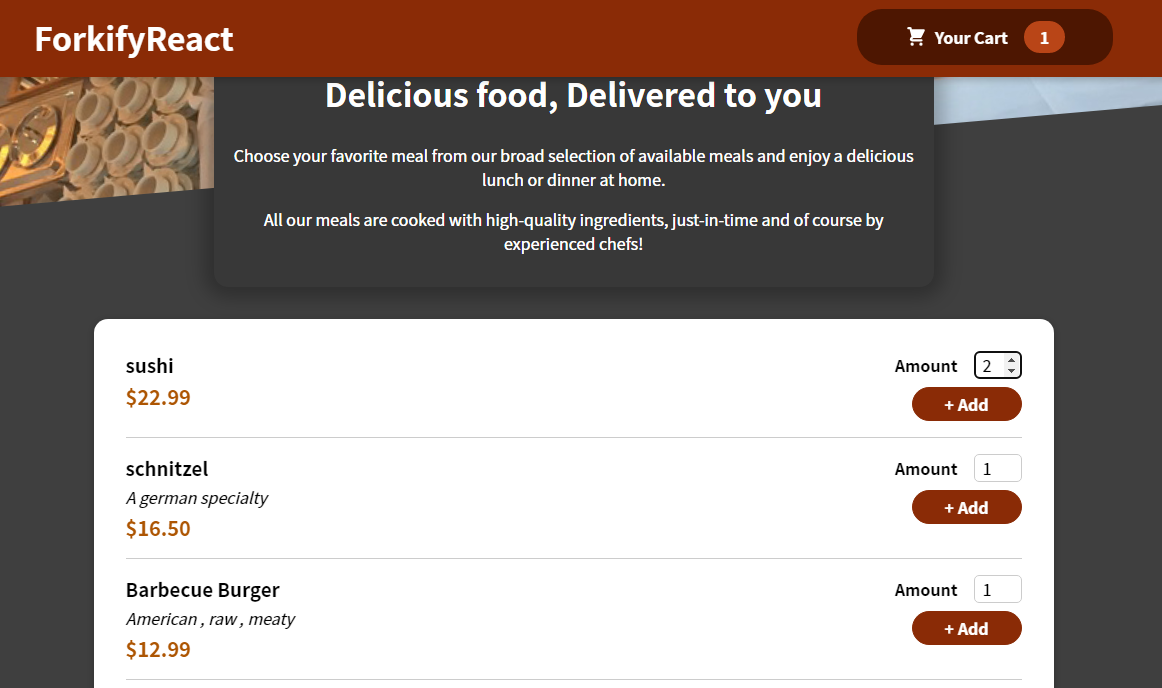 ForkifyReact
Your Cart 1
Delicious food, Delivered to you
Choose your favorite meal from our broad selection of available meals and enjoy a delicious
lunch or dinner at home.
All our meals are cooked with high-quality ingredients, just-in-time and of course by
experienced chefs!
sushi
Amount 2
$22.99
+ Add
schnitzel
Amount 1
A german specialty
+ Add
$16.50
Barbecue Burger
Amount 1
American , raw , meaty
+ Add
$12.99